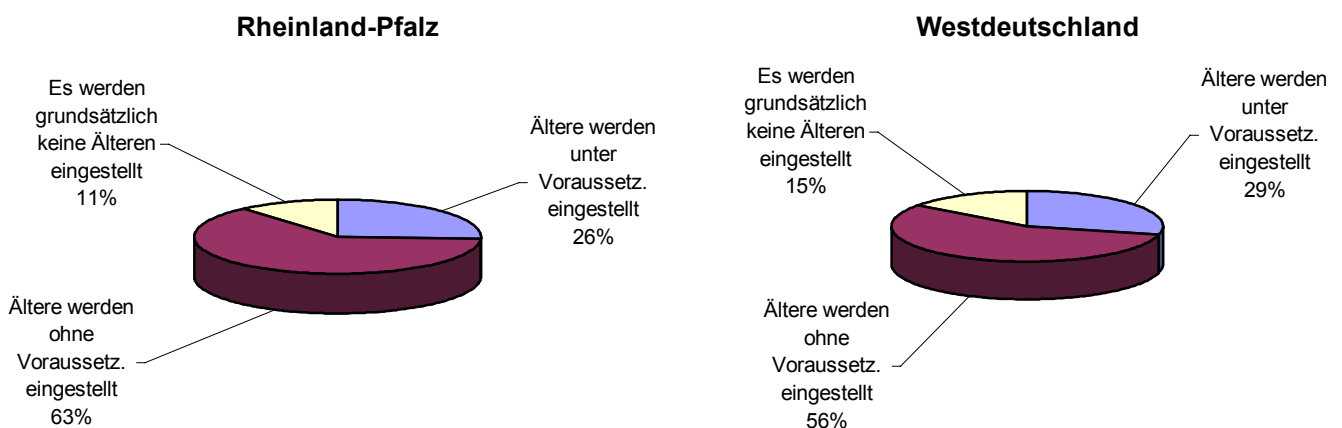 Rheinland-Pfalz
Es werden
grundsätzlich
keine Älteren
eingestellt
11%
Ältere werden
unter
Voraussetz.
eingestellt
26%
Ältere werden
ohne
Voraussetz.
eingestellt
63%
Westdeutschland
Es werden
grundsätzlich
keine Älteren
eingestellt
15%
Ältere werden
unter
Voraussetz.
eingestellt
29%
Ältere werden
ohne
Voraussetz.
eingestellt
56%